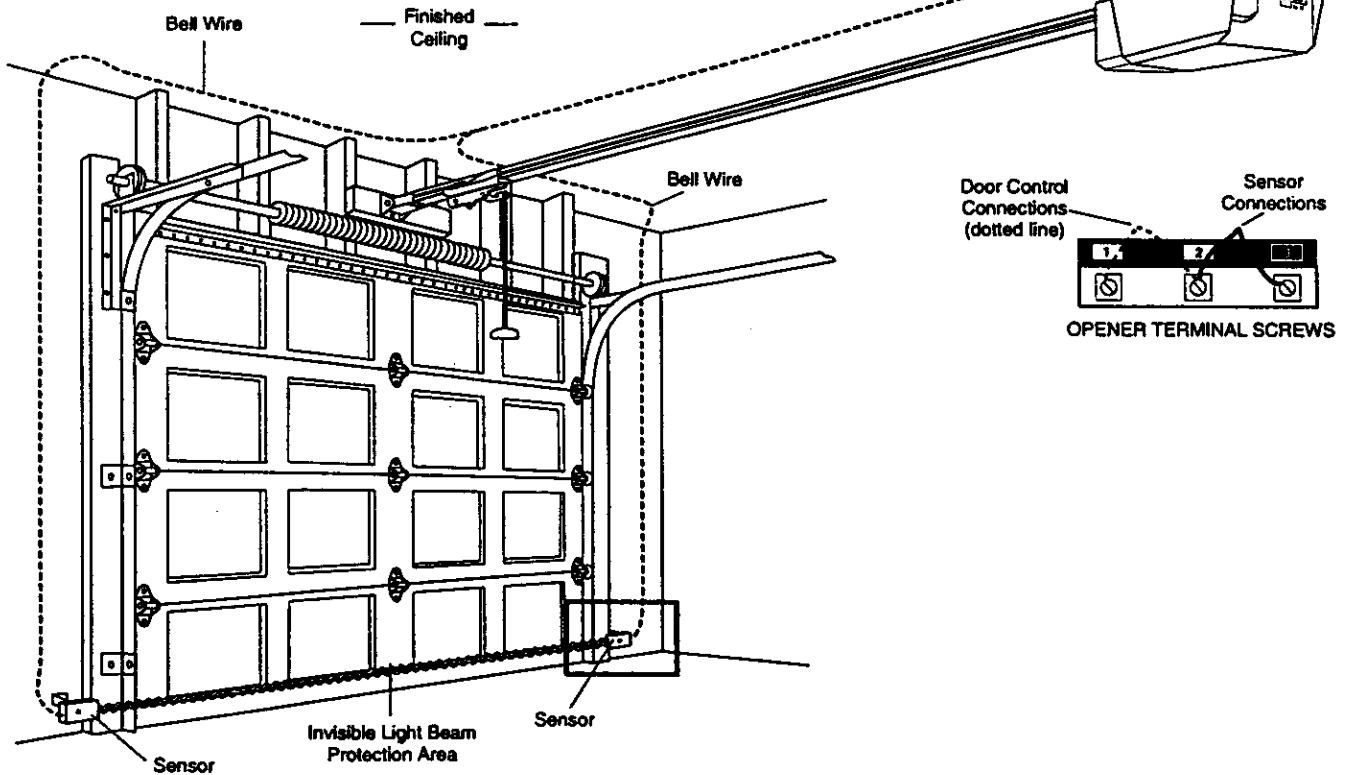 Bell Wire
Finished
Ceiling
Bell Wire
Door Control
Connections
(dotted line)
Sensor
Connections
1
2
3
OPENER TERMINAL SCREWS
Sensor
Invisible Light Beam
Protection Area
Sensor